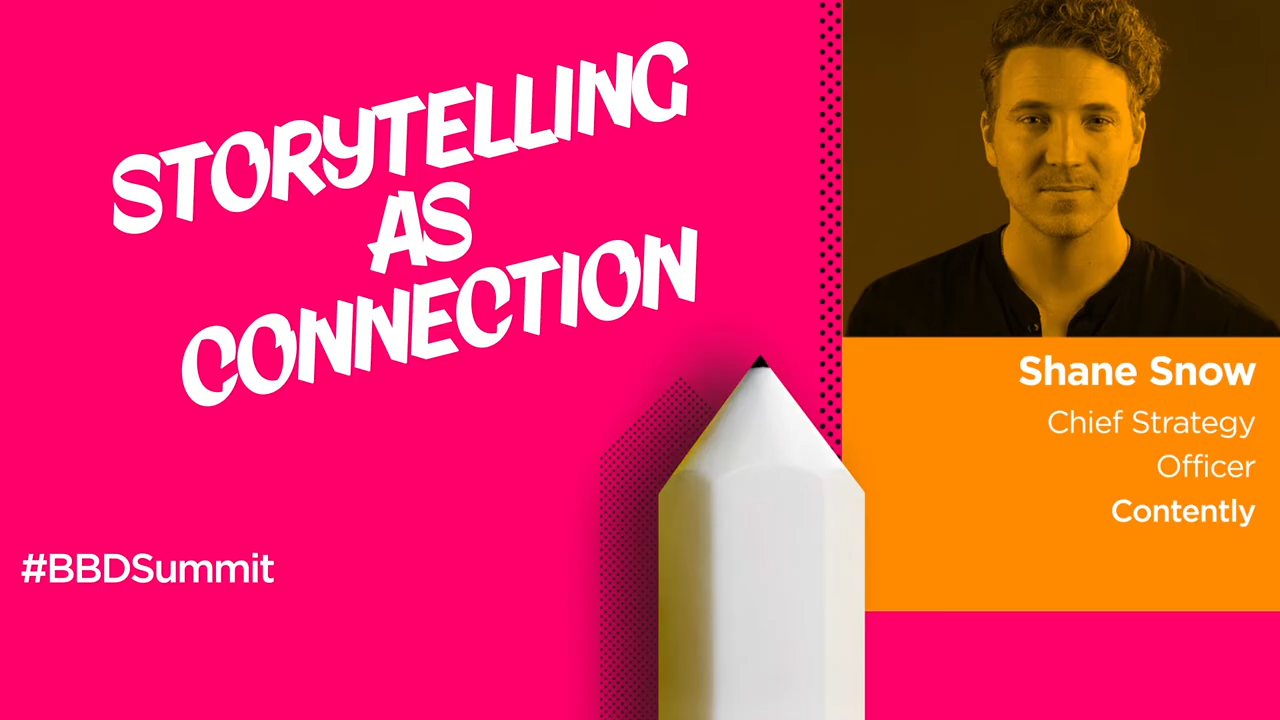 STORYTELLING
AS
CONNECTION
#BBDSummit
Shane Snow
Chief Strategy
Officer
Contently